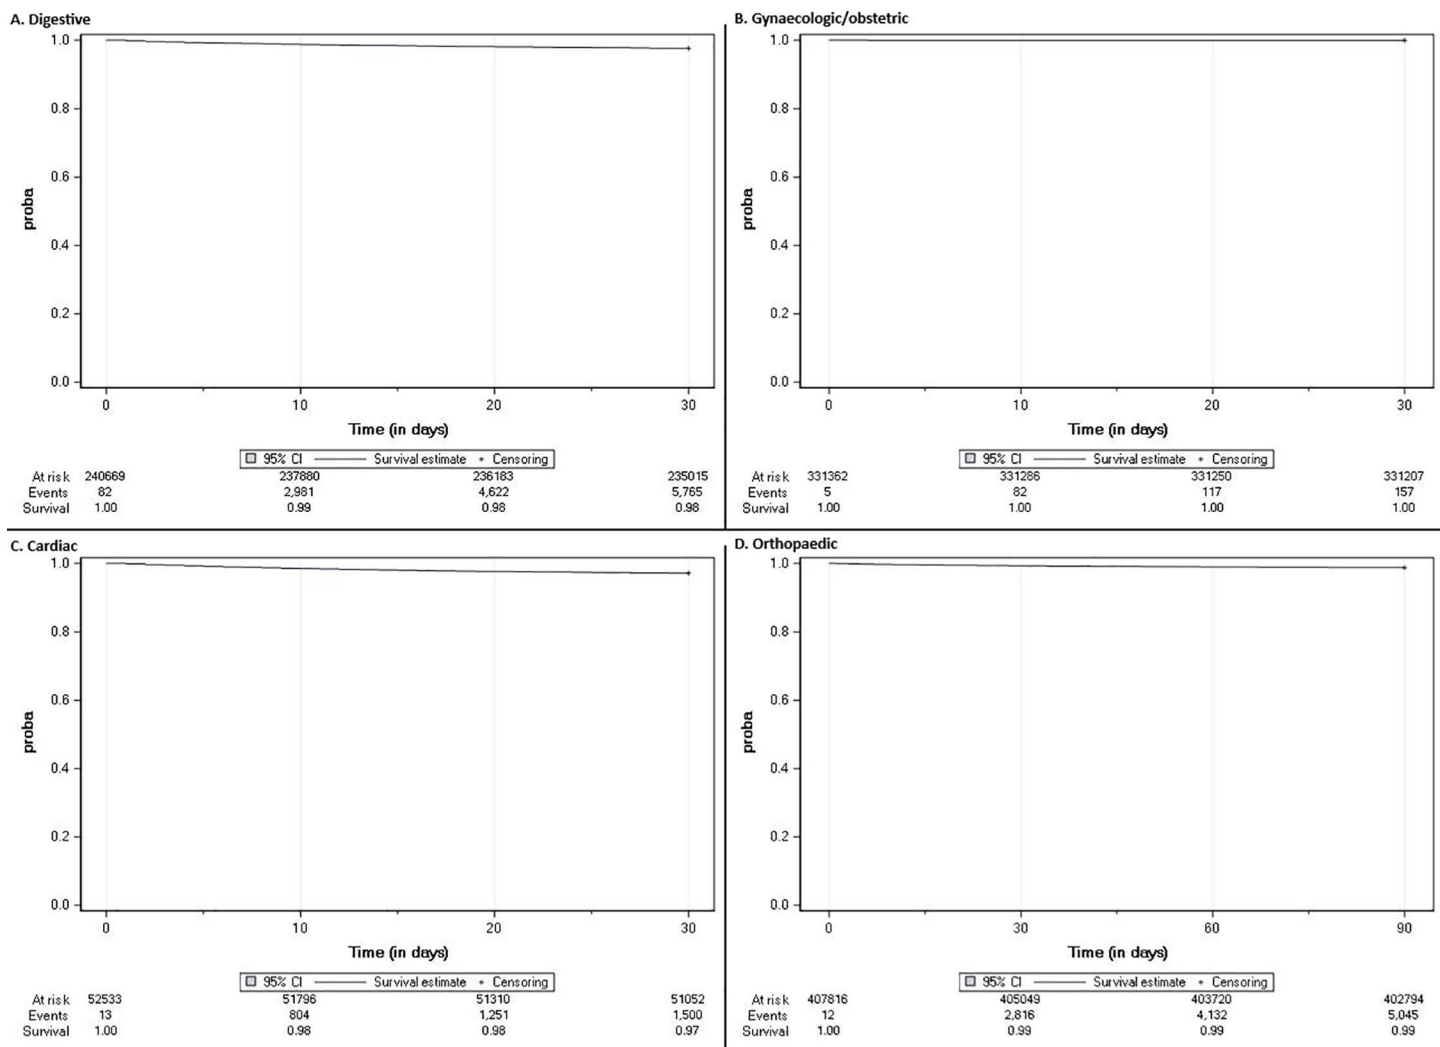 A. Digestive
1.0
0.8
0.6
0.4
0.2
0.0
proba
0 10 20 30
Time (in days)
95% CI Survival estimate + Censoring
At risk 240669 237880 236183 235015
Events 82 2,981 4,622 5,765
Survival 1.00 0.99 0.98 0.98
B. Gynaecologic/obstetric
1.0
0.8
0.6
0.4
0.2
0.0
proba
0 10 20 30
Time (in days)
95% CI Survival estimate + Censoring
At risk 331362 331286 331250 331207
Events 5 82 117 157
Survival 1.00 1.00 1.00 1.00
C. Cardiac
1.0
0.8
0.6
0.4
0.2
0.0
proba
0 10 20 30
Time (in days)
95% CI Survival estimate + Censoring
At risk 52533 51796 51310 51052
Events 13 804 1,251 1,500
Survival 1.00 0.98 0.98 0.97
D. Orthopaedic
1.0
0.8
0.6
0.4
0.2
0.0
proba
0 30 60 90
Time (in days)
95% CI Survival estimate + Censoring
At risk 407816 405049 403720 402794
Events 12 2,816 4,132 5,045
Survival 1.00 0.99 0.99 0.99